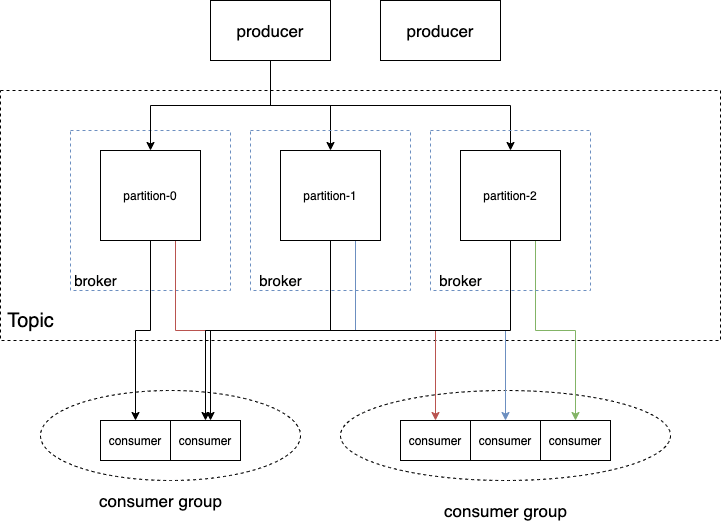 producer
producer
partition-0
partition-1
partition-2
broker
broker
broker
Topic
consumer
consumer
consumer
consumer
consumer
consumer group
consumer group